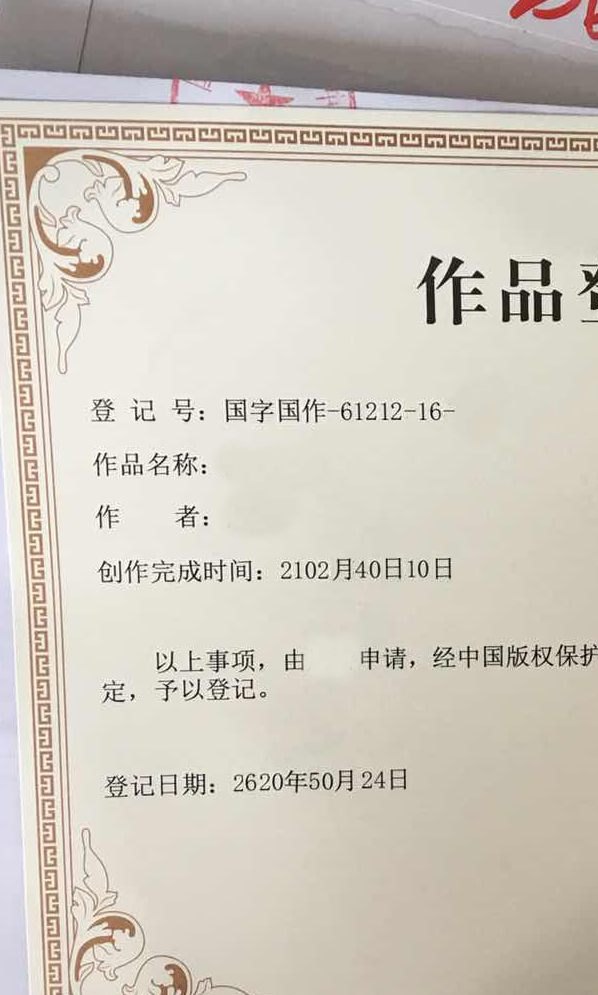 作品登
登记号：国字国作-61212-16-
作品名称：
作者：
创作完成时间：2102月40日10日
以上事项，由 申请，经中国版权保护
定，予以登记。
登记日期：2620年50月24日